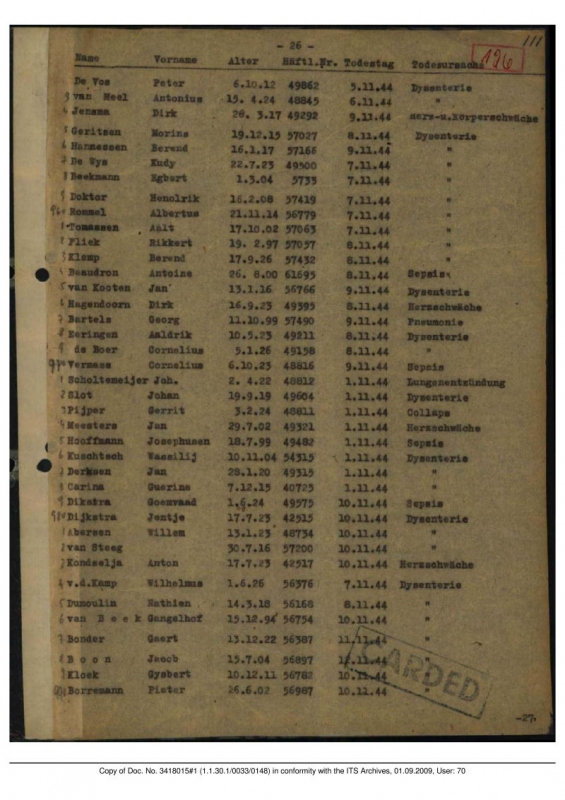 - 26 -
111
126
Name Vorname Alter Häftl.Nr. Todestag Todesursache
De Vos Peter 6.10.12 49862 5.11.44 Dysenterie
van Meel Antonius 15. 4.24 48845 6.11.44 "
Jensma Dirk 28. 3.17 49292 9.11.44 Herz-u.Körperschwäche
Geritsen Morins 19.12.15 57027 8.11.44 Dysenterie
Hannessen Berend 16.1.17 57166 9.11.44 "
De Wys Rudy 22.7.23 49500 7.11.44 "
Beekmann Egbert 1.3.04 5733 7.11.44 "
Doktor Hendrik 16.2.08 57419 7.11.44 "
Rommel Albertus 21.11.14 56779 7.11.44 "
Tomassen Aalt 17.10.02 57063 7.11.44 "
Fliek Rikkert 19. 2.97 57057 8.11.44 "
Klomp Berend 17.9.26 57432 8.11.44 "
Beaudron Antoine 26. 8.00 61695 8.11.44 Sepsis
van Kooten Jan 13.1.16 56766 9.11.44 Dysenterie
Hagendoorn Dirk 16.9.23 49395 8.11.44 Herzschwäche
Bartels Georg 11.10.99 57490 9.11.44 Pneumonie
Eeringen Aaldrik 10.5.23 49211 8.11.44 Dysenterie
de Boer Cornelius 5.1.26 49158 8.11.44 "
Vermass Cornelius 6.10.23 48816 9.11.44 Sepsis
Scholtemeijer Joh. 2. 4.22 48812 1.11.44 Lungenentzündung
Slot Johan 19.9.19 49604 1.11.44 Dysenterie
Pijper Gerrit 3.2.24 48811 1.11.44 Collaps
Meesters Jan 29.7.02 49321 1.11.44 Herzschwäche
Hooffmann Josephusen 18.7.99 49482 1.11.44 Sepsis
Kuschtsch Wassilij 10.11.04 54315 1.11.44 Dysenterie
Derksen Jan 28.1.20 49315 1.11.44 "
Carina Guerino 7.12.15 40725 1.11.44 "
Dikstra Goenvaad 1.6.24 49575 10.11.44 Sepsis
Dijkstra Jentje 17.7.23 42515 10.11.44 Dysenterie
Abersen Willem 13.1.23 48734 10.11.44 "
van Steeg 30.7.16 57200 10.11.44 "
Kondselja Anton 17.7.23 42517 10.11.44 Herzschwäche
v.d.Kamp Wilhelmus 1.6.26 56376 7.11.44 Dysenterie
Dumoulin Mathien 14.3.18 56168 8.11.44 "
van B e e k Gangelhof 15.12.94 56754 10.11.44 "
Bonder Geert 13.12.22 56387 11.11.44 "
B o o n Jacob 15.7.04 56897 11.44 "
Kloek Gysbert 10.12.11 56782 10.11.44 "
Borremann Pieter 26.6.02 56987 10.11.44 "
CARDED
-27-
Copy of Doc. No. 3418015#1 (1.1.30.1/0033/0148) in conformity with the ITS Archives, 01.09.2009, User: 70